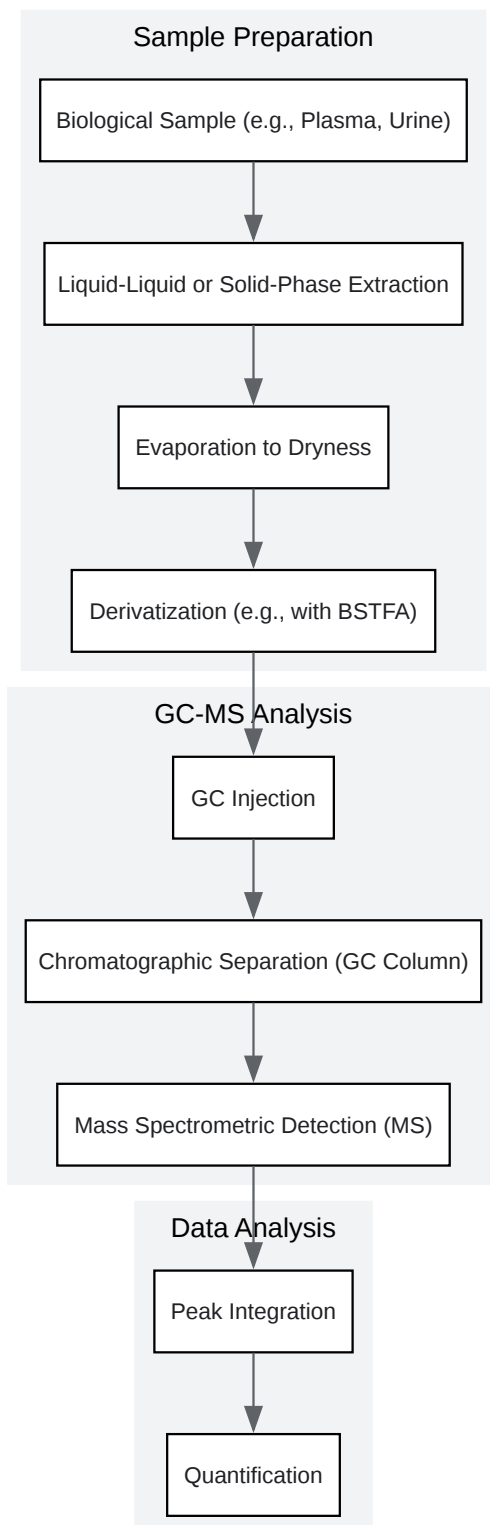 Sample Preparation
Biological Sample (e.g., Plasma, Urine)
Liquid-Liquid or Solid-Phase Extraction
Evaporation to Dryness
Derivatization (e.g., with BSTFA)
GC-MS Analysis
GC Injection
Chromatographic Separation (GC Column)
Mass Spectrometric Detection (MS)
Data Analysis
Peak Integration
Quantification